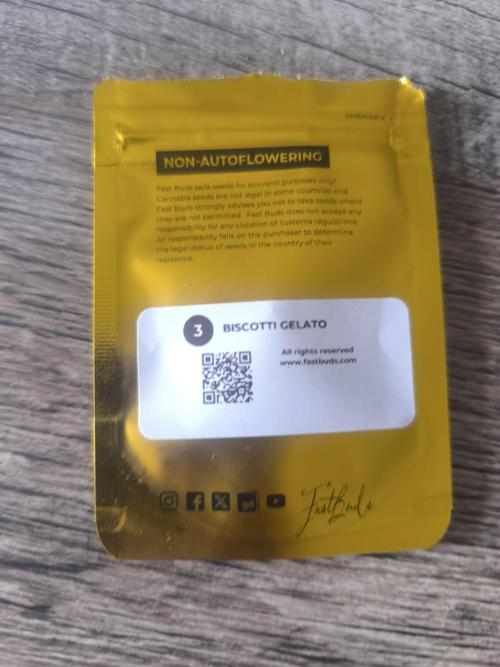 RESEALABLE
NON-AUTOFLOWERING
Fast Buds sells seeds for souvenir purposes only!
Cannabis seeds are not legal in some countries and
Fast Buds strongly advises you not to take seeds where
they are not permitted. Fast Buds does not accept any
responsibility for any violation of customs regulations.
All responsibility falls on the purchaser to determine
the legal status of seeds in the country of their
residence.
3 BISCOTTI GELATO
All rights reserved
www.fastbuds.com
FastBuds